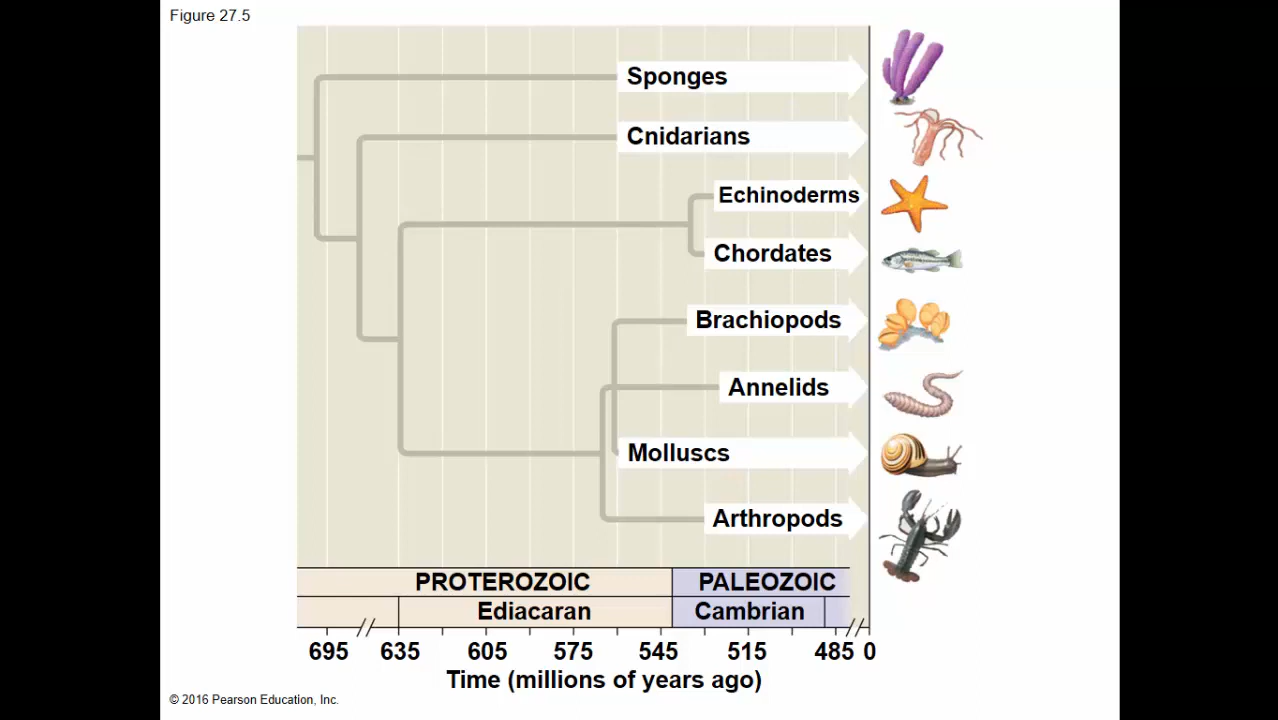 Figure 27.5
Sponges
Cnidarians
Echinoderms
Chordates
Brachiopods
Annelids
Molluscs
Arthropods
PROTEROZOIC PALEOZOIC
Ediacaran Cambrian
695 635 605 575 545 515 485 0
Time (millions of years ago)
© 2016 Pearson Education, Inc.